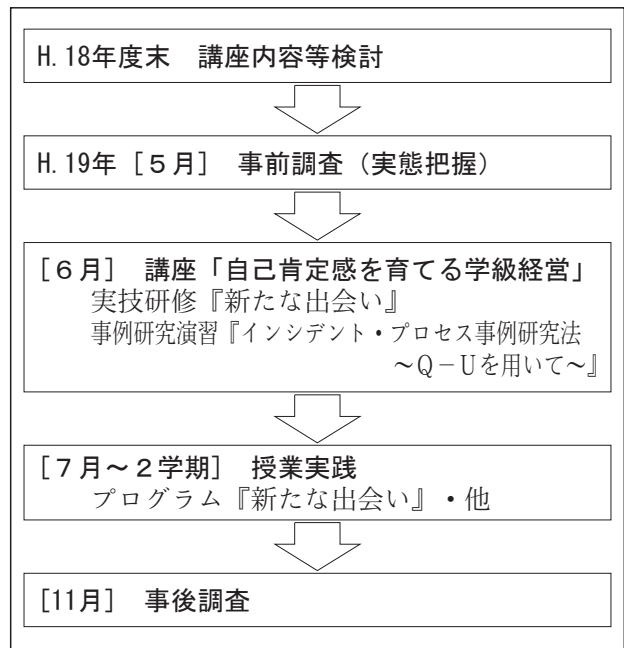 H.18年度末　講座内容等検討
H.19年［５月］　事前調査（実態把握）
［６月］　講座「自己肯定感を育てる学級経営」
実技研修『新たな出会い』
事例研究演習『インシデント・プロセス事例研究法
～Ｑ－Ｕを用いて～』
［７月～２学期］　授業実践
プログラム『新たな出会い』・他
［11月］　事後調査